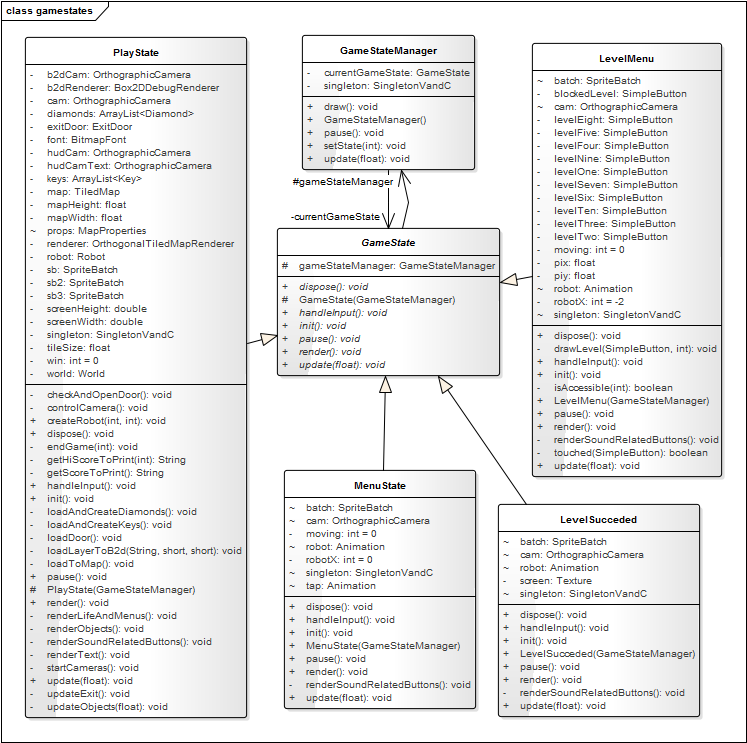 class gamestates
PlayState
- b2dCam: OrthographicCamera
- b2dRenderer: Box2DDebugRenderer
- cam: OrthographicCamera
- diamonds: ArrayList<Diamond>
- exitDoor: ExitDoor
- font: BitmapFont
- hudCam: OrthographicCamera
- hudCamText: OrthographicCamera
- keys: ArrayList<Key>
- map: TiledMap
- mapHeight: float
- mapWidth: float
~ props: MapProperties
- renderer: OrthogonalTiledMapRenderer
- robot: Robot
- sb: SpriteBatch
- sb2: SpriteBatch
- sb3: SpriteBatch
- screenHeight: double
- screenWidth: double
- singleton: SingletonVandC
- tileSize: float
- win: int = 0
- world: World
- checkAndOpenDoor(): void
- controlCamera(): void
+ createRobot(int, int): void
+ dispose(): void
- endGame(int): void
- getHiScoreToPrint(int): String
- getScoreToPrint(): String
+ handleInput(): void
+ init(): void
- loadAndCreateDiamonds(): void
- loadAndCreateKeys(): void
- loadDoor(): void
- loadLayerToB2d(String, short, short): void
- loadToMap(): void
+ pause(): void
# PlayState(GameStateManager)
+ render(): void
- renderLifeAndMenus(): void
- renderObjects(): void
- renderSoundRelatedButtons(): void
- renderText(): void
- startCameras(): void
+ update(float): void
- updateExit(): void
- updateObjects(float): void
GameStateManager
- currentGameState: GameState
- singleton: SingletonVandC
+ draw(): void
+ GameStateManager()
+ pause(): void
+ setState(int): void
+ update(float): void
#gameStateManager
-currentGameState
GameState
# gameStateManager: GameStateManager
+ dispose(): void
# GameState(GameStateManager)
+ handleInput(): void
+ init(): void
+ pause(): void
+ render(): void
+ update(float): void
LevelMenu
~ batch: SpriteBatch
- blockedLevel: SimpleButton
~ cam: OrthographicCamera
- levelEight: SimpleButton
- levelFive: SimpleButton
- levelFour: SimpleButton
- levelNine: SimpleButton
- levelOne: SimpleButton
- levelSeven: SimpleButton
- levelSix: SimpleButton
- levelTen: SimpleButton
- levelThree: SimpleButton
- levelTwo: SimpleButton
- moving: int = 0
- pix: float
- piy: float
~ robot: Animation
- robotX: int = -2
~ singleton: SingletonVandC
+ dispose(): void
- drawLevel(SimpleButton, int): void
+ handleInput(): void
+ init(): void
- isAccessible(int): boolean
+ LevelMenu(GameStateManager)
+ pause(): void
+ render(): void
- renderSoundRelatedButtons(): void
- touched(SimpleButton): boolean
+ update(float): void
MenuState
~ batch: SpriteBatch
~ cam: OrthographicCamera
- moving: int = 0
~ robot: Animation
- robotX: int = 0
~ singleton: SingletonVandC
~ tap: Animation
+ dispose(): void
+ handleInput(): void
+ init(): void
+ MenuState(GameStateManager)
+ pause(): void
+ render(): void
- renderSoundRelatedButtons(): void
+ update(float): void
LevelSucceded
~ batch: SpriteBatch
~ cam: OrthographicCamera
~ robot: Animation
- screen: Texture
~ singleton: SingletonVandC
+ dispose(): void
+ handleInput(): void
+ init(): void
+ LevelSucceded(GameStateManager)
+ pause(): void
+ render(): void
- renderSoundRelatedButtons(): void
+ update(float): void